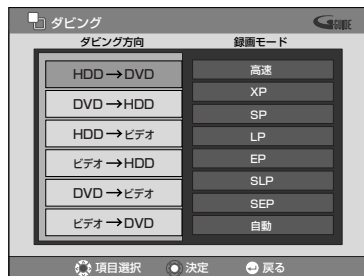 ダビング
GGUIDE
ダビング方向
録画モード
HDD→DVD
DVD→HDD
HDD→ビデオ
ビデオ→HDD
DVD→ビデオ
ビデオ→DVD
高速
XP
SP
LP
EP
SLP
SEP
自動
項目選択
決定
戻る